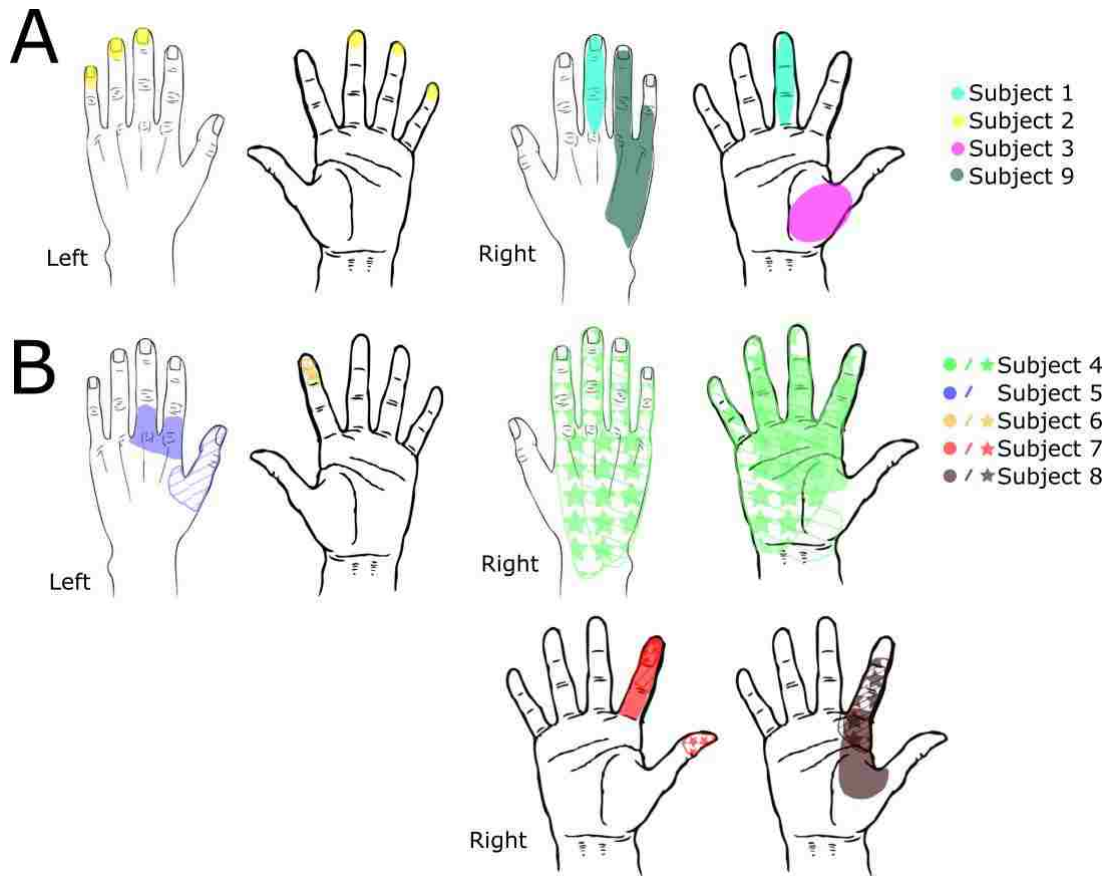 A
Left
Right
Subject 1
Subject 2
Subject 3
Subject 9
B
Left
Right
Subject 4
Subject 5
Subject 6
Subject 7
Subject 8
Right